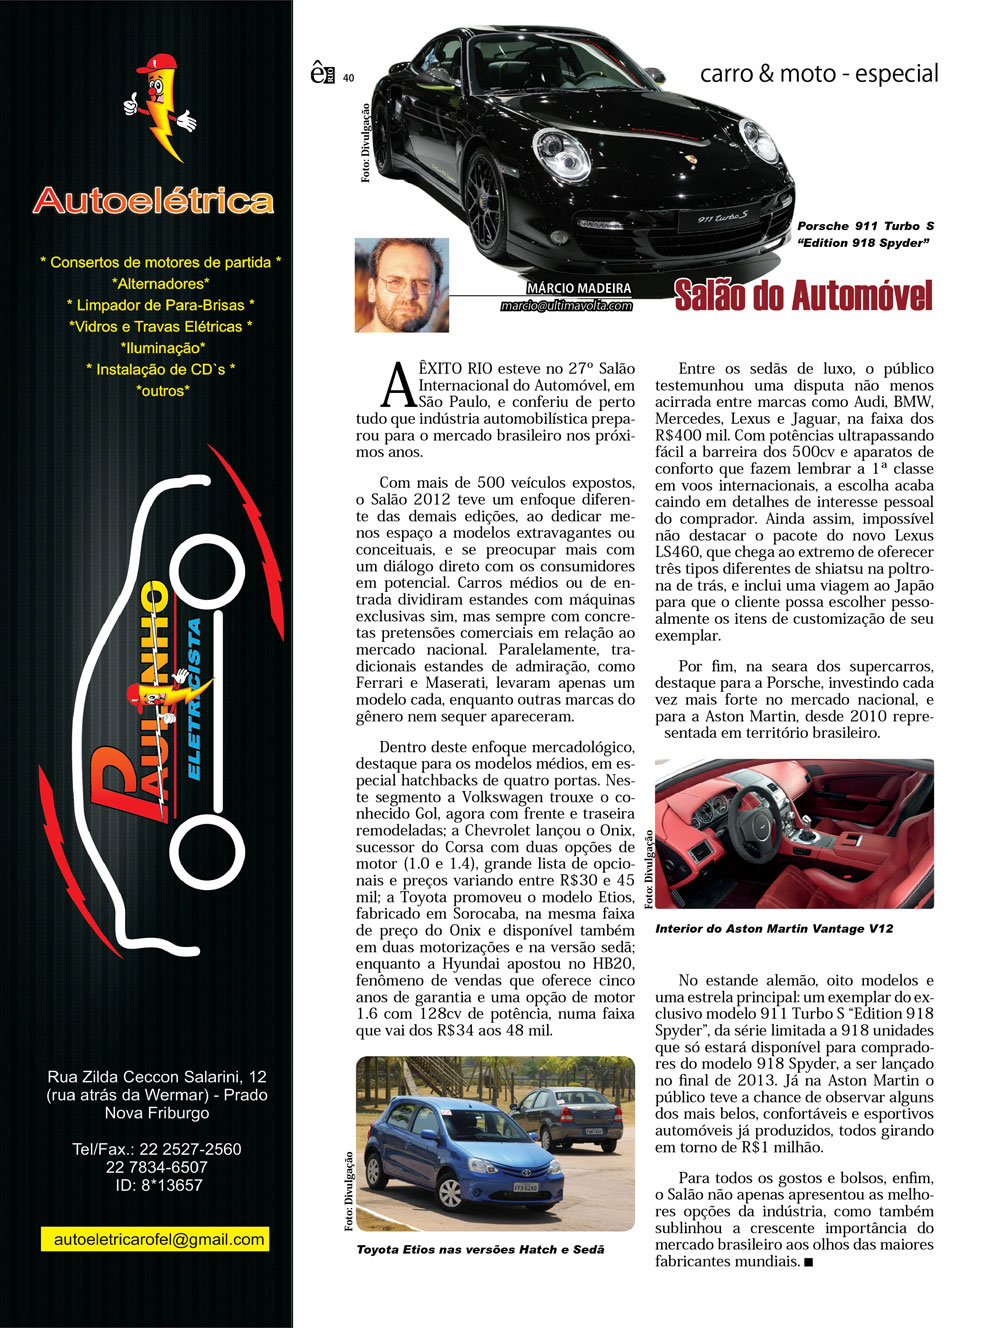 Autoelétrica
* Consertos de motores de partida *
*Alternadores*
* Limpador de Para-Brisas *
*Vidros e Travas Elétricas *
*Iluminação*
* Instalação de CD`s *
*outros*
PAULINHO
ELETRICISTA
Rua Zilda Ceccon Salarini, 12
(rua atrás da Wermar) - Prado
Nova Friburgo
Tel/Fax.: 22 2527-2560
22 7834-6507
ID: 8*13657
autoeletricarofel@gmail.com
ê RIO
40
carro & moto - especial
Foto: Divulgação
911 Turbo S
Porsche 911 Turbo S
“Edition 918 Spyder”
MÁRCIO MADEIRA
marcio@ultimavolta.com
Salão do Automóvel
A ÊXITO RIO esteve no 27º Salão
Internacional do Automóvel, em
São Paulo, e conferiu de perto
tudo que indústria automobilística prepa-
rou para o mercado brasileiro nos próxi-
mos anos.
Com mais de 500 veículos expostos,
o Salão 2012 teve um enfoque diferen-
te das demais edições, ao dedicar me-
nos espaço a modelos extravagantes ou
conceituais, e se preocupar mais com
um diálogo direto com os consumidores
em potencial. Carros médios ou de en-
trada dividiram estandes com máquinas
exclusivas sim, mas sempre com concre-
tas pretensões comerciais em relação ao
mercado nacional. Paralelamente, tra-
dicionais estandes de admiração, como
Ferrari e Maserati, levaram apenas um
modelo cada, enquanto outras marcas do
gênero nem sequer apareceram.
Dentro deste enfoque mercadológico,
destaque para os modelos médios, em es-
pecial hatchbacks de quatro portas. Nes-
te segmento a Volkswagen trouxe o co-
nhecido Gol, agora com frente e traseira
remodeladas; a Chevrolet lançou o Onix,
sucessor do Corsa com duas opções de
motor (1.0 e 1.4), grande lista de opcio-
nais e preços variando entre R$30 e 45
mil; a Toyota promoveu o modelo Etios,
fabricado em Sorocaba, na mesma faixa
de preço do Onix e disponível também
em duas motorizações e na versão sedã;
enquanto a Hyundai apostou no HB20,
fenômeno de vendas que oferece cinco
anos de garantia e uma opção de motor
1.6 com 128cv de potência, numa faixa
que vai dos R$34 aos 48 mil.
Foto: Divulgação
Toyota Etios nas versões Hatch e Sedã
Entre os sedãs de luxo, o público
testemunhou uma disputa não menos
acirrada entre marcas como Audi, BMW,
Mercedes, Lexus e Jaguar, na faixa dos
R$400 mil. Com potências ultrapassando
fácil a barreira dos 500cv e aparatos de
conforto que fazem lembrar a 1ª classe
em voos internacionais, a escolha acaba
caindo em detalhes de interesse pessoal
do comprador. Ainda assim, impossível
não destacar o pacote do novo Lexus
LS460, que chega ao extremo de oferecer
três tipos diferentes de shiatsu na poltro-
na de trás, e inclui uma viagem ao Japão
para que o cliente possa escolher pesso-
almente os itens de customização de seu
exemplar.
Por fim, na seara dos supercarros,
destaque para a Porsche, investindo cada
vez mais forte no mercado nacional, e
para a Aston Martin, desde 2010 repre-
sentada em território brasileiro.
Foto: Divulgação
Interior do Aston Martin Vantage V12
No estande alemão, oito modelos e
uma estrela principal: um exemplar do ex-
clusivo modelo 911 Turbo S “Edition 918
Spyder”, da série limitada a 918 unidades
que só estará disponível para comprado-
res do modelo 918 Spyder, a ser lançado
no final de 2013. Já na Aston Martin o
público teve a chance de observar alguns
dos mais belos, confortáveis e esportivos
automóveis já produzidos, todos girando
em torno de R$1 milhão.
Para todos os gostos e bolsos, enfim,
o Salão não apenas apresentou as melho-
res opções da indústria, como também
sublinhou a crescente importância do
mercado brasileiro aos olhos das maiores
fabricantes mundiais.